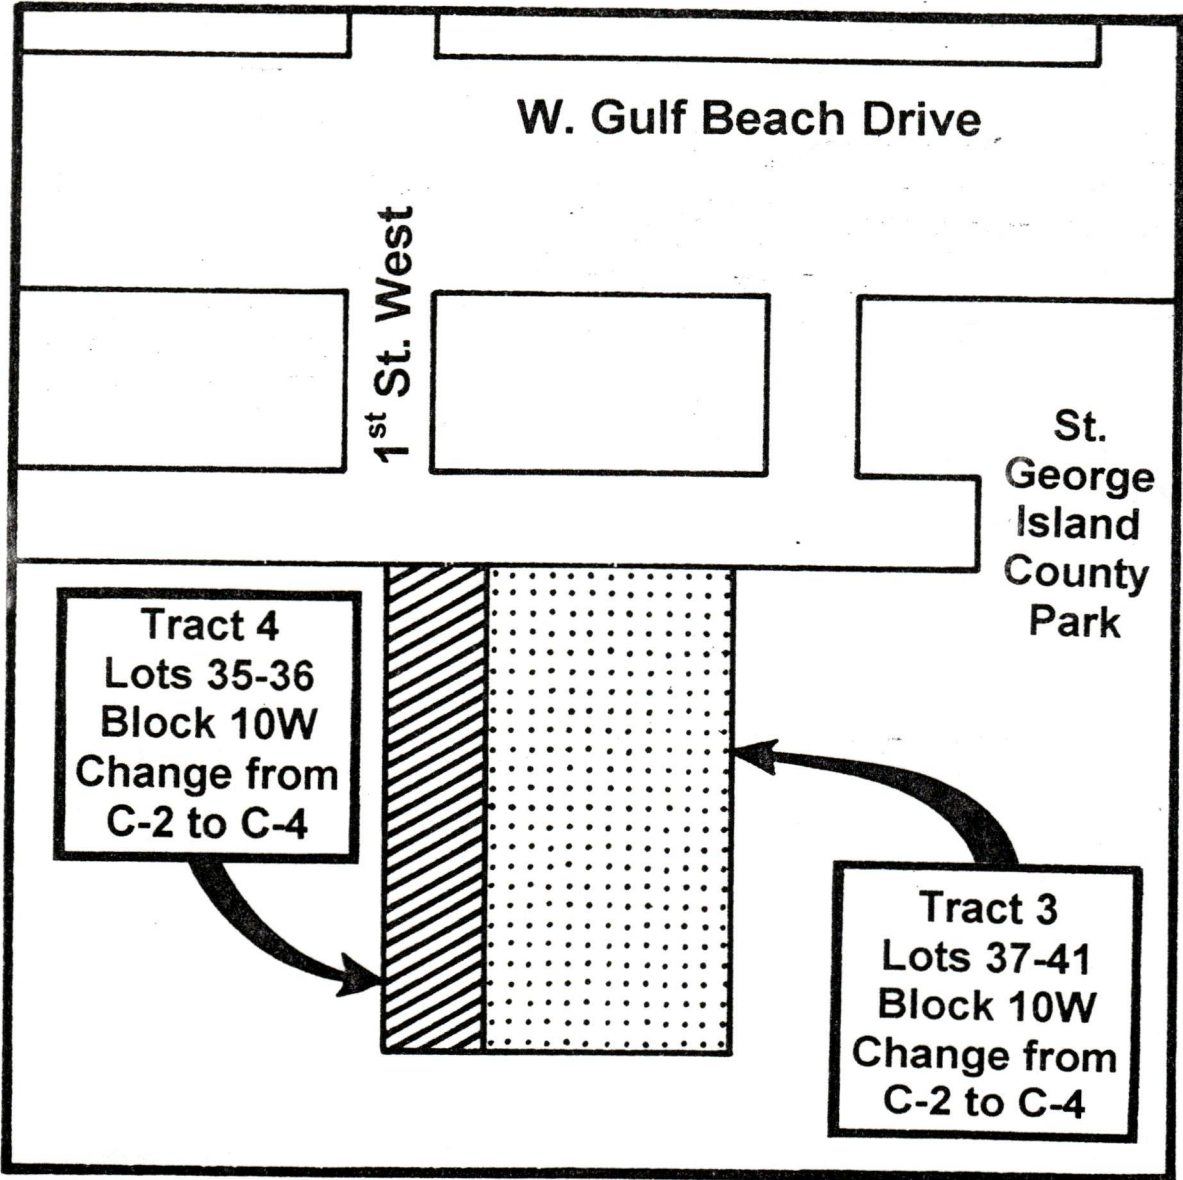 W. Gulf Beach Drive
1st St. West
St.
George
Island
County
Park
Tract 4
Lots 35-36
Block 10W
Change from
C-2 to C-4
Tract 3
Lots 37-41
Block 10W
Change from
C-2 to C-4